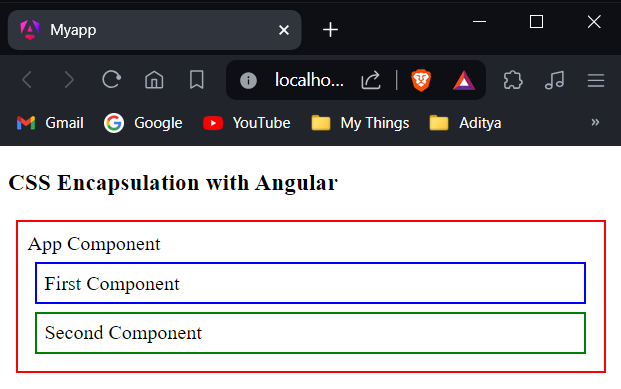 Myapp
localho...
Gmail Google YouTube My Things Aditya »
CSS Encapsulation with Angular
App Component
First Component
Second Component